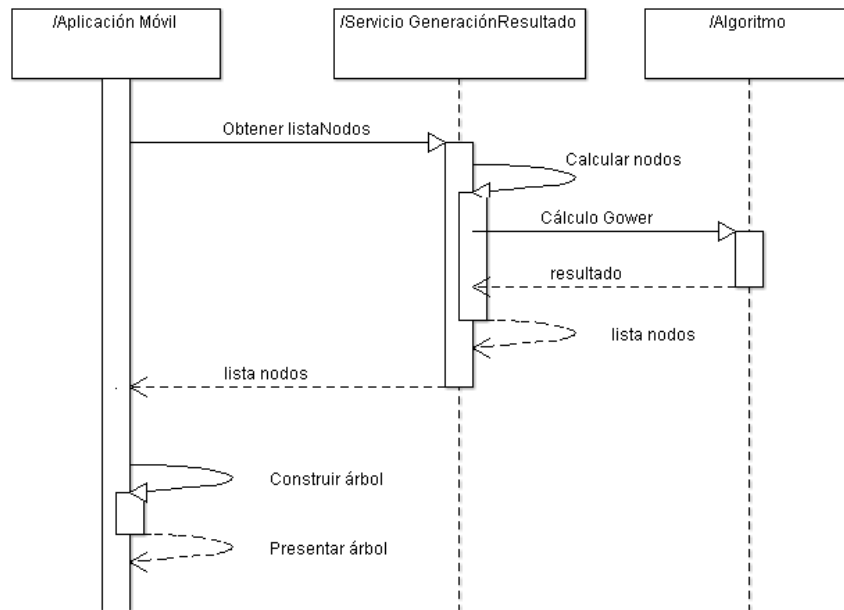 /Aplicación Móvil
/Servicio GeneraciónResultado
/Algoritmo
Obtener listaNodos
Calcular nodos
Cálculo Gower
resultado
lista nodos
lista nodos
Construir árbol
Presentar árbol